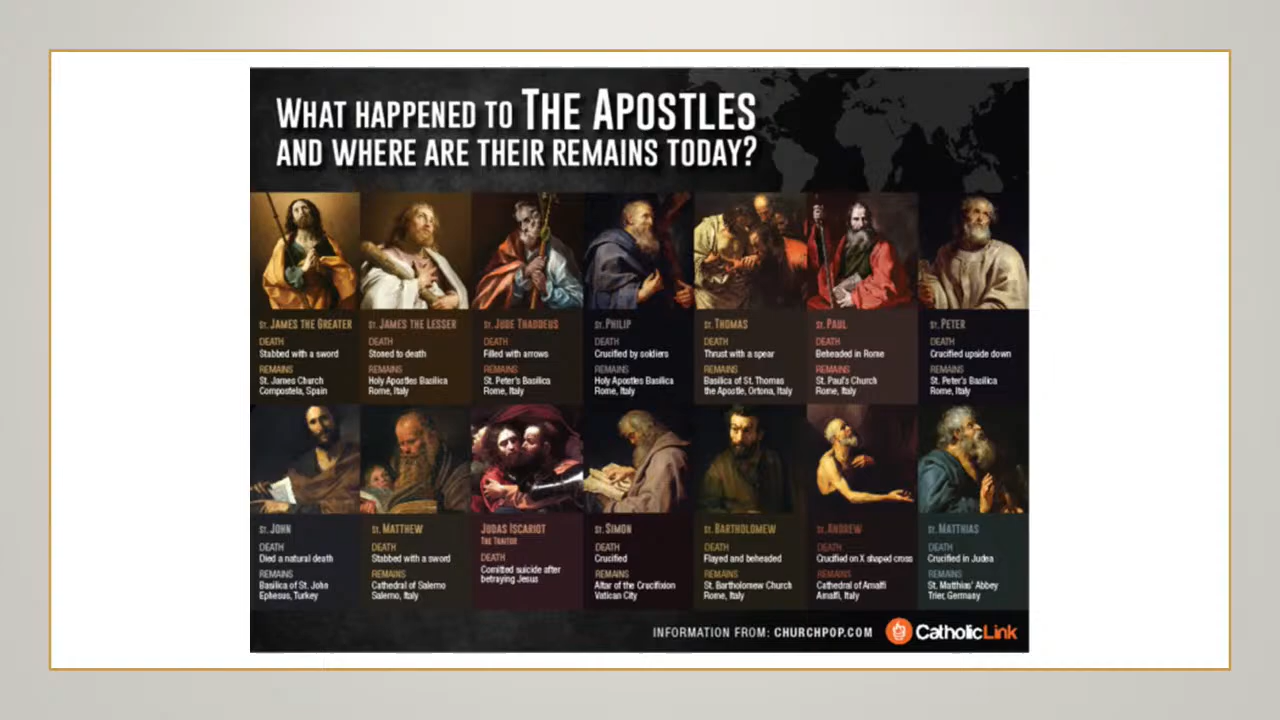 WHAT HAPPENED TO THE APOSTLES
AND WHERE ARE THEIR REMAINS TODAY?
ST. JAMES THE GREATER
DEATH
Stabbed with a sword
REMAINS
St. James Church
Compostela, Spain
ST. JAMES THE LESSER
DEATH
Stoned to death
REMAINS
Holy Apostles Basilica
Rome, Italy
ST. JUDE THADDEUS
DEATH
Filled with arrows
REMAINS
St. Peter's Basilica
Rome, Italy
ST. PHILIP
DEATH
Crucified by soldiers
REMAINS
Holy Apostles Basilica
Rome, Italy
ST. THOMAS
DEATH
Thrust with a spear
REMAINS
Basilica of St. Thomas
the Apostle, Ortona, Italy
ST. PAUL
DEATH
Beheaded in Rome
REMAINS
St. Paul's Church
Rome, Italy
ST. PETER
DEATH
Crucified upside down
REMAINS
St. Peter's Basilica
Rome, Italy
ST. JOHN
DEATH
Died a natural death
REMAINS
Basilica of St. John
Ephesus, Turkey
ST. MATTHEW
DEATH
Stabbed with a sword
REMAINS
Cathedral of Salerno
Salerno, Italy
JUDAS ISCARIOT
THE TRAITOR
DEATH
Comitted suicide after
betraying Jesus
ST. SIMON
DEATH
Crucified
REMAINS
Altar of the Crucifixion
Vatican City
ST. BARTHOLOMEW
DEATH
Flayed and beheaded
REMAINS
St. Bartholomew Church
Rome, Italy
ST. ANDREW
DEATH
Crucified on X shaped cross
REMAINS
Cathedral of Amalfi
Amalfi, Italy
ST. MATTHIAS
DEATH
Crucified in Judea
REMAINS
St. Matthias' Abbey
Trier, Germany
INFORMATION FROM: CHURCHPOP.COM
CatholicLink